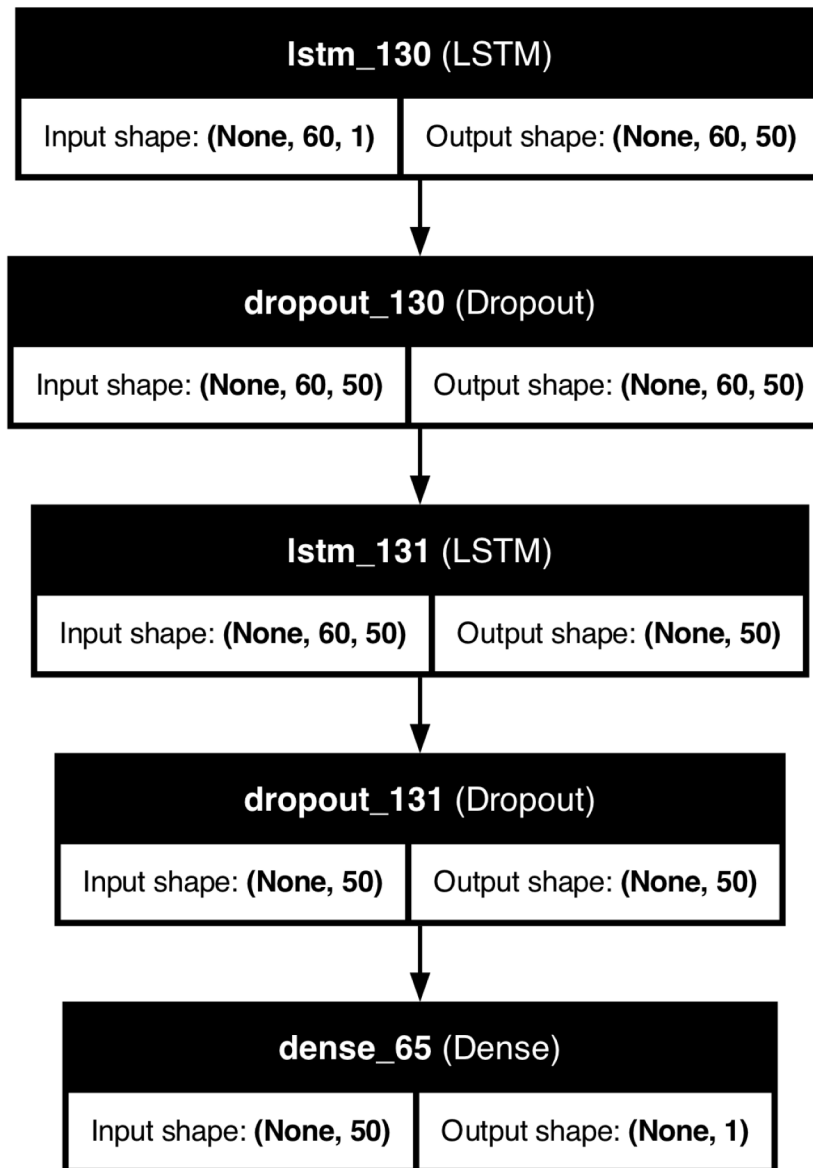 lstm_130 (LSTM)
Input shape: (None, 60, 1) Output shape: (None, 60, 50)
dropout_130 (Dropout)
Input shape: (None, 60, 50) Output shape: (None, 60, 50)
lstm_131 (LSTM)
Input shape: (None, 60, 50) Output shape: (None, 50)
dropout_131 (Dropout)
Input shape: (None, 50) Output shape: (None, 50)
dense_65 (Dense)
Input shape: (None, 50) Output shape: (None, 1)